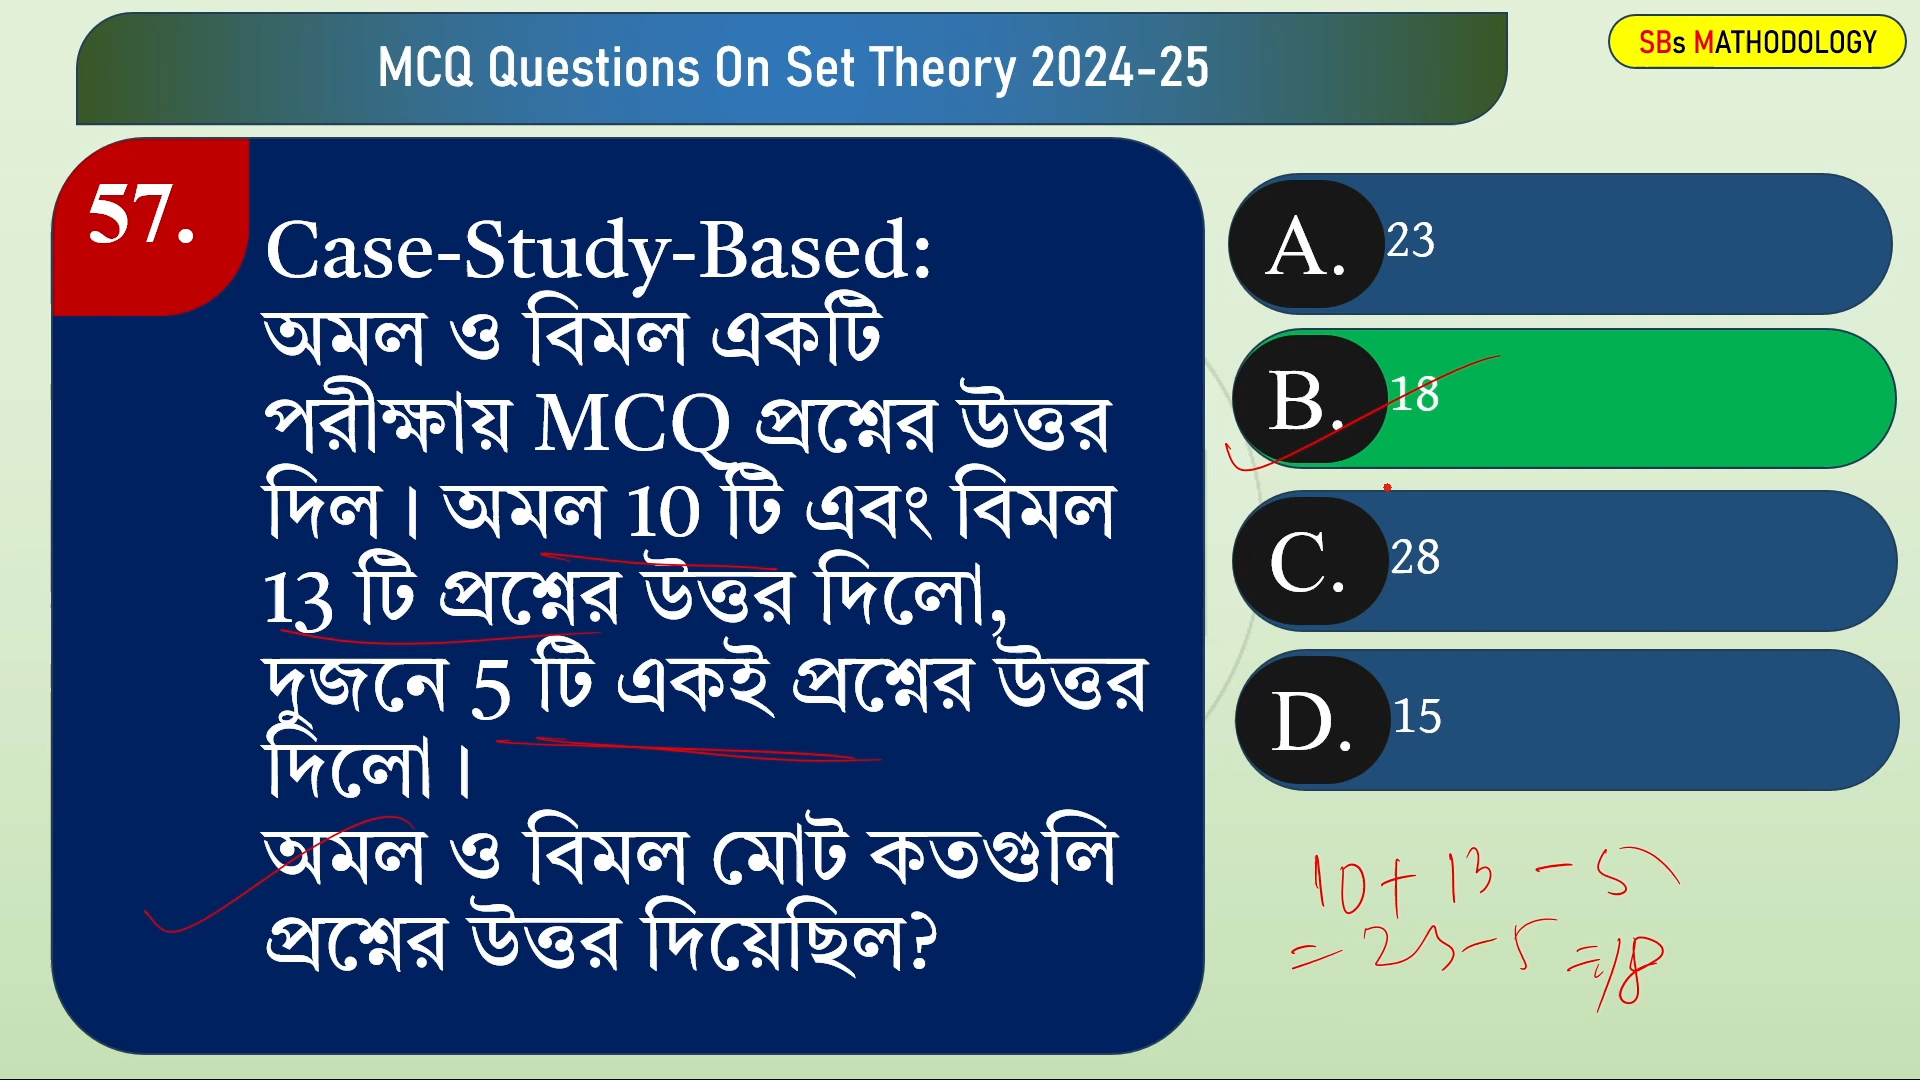 MCQ Questions On Set Theory 2024-25
SBs MATHODOLOGY
57.
Case-Study-Based:
অমল ও বিমল একটি
পরীক্ষায় MCQ প্রশ্নের উত্তর
দিল। অমল 10 টি এবং বিমল
13 টি প্রশ্নের উত্তর দিলো,
দুজনে 5 টি একই প্রশ্নের উত্তর
দিলো।
অমল ও বিমল মোট কতগুলি
প্রশ্নের উত্তর দিয়েছিল?
A. 23
B. 18
C. 28
D. 15
10 + 13 - 5
= 23 - 5 = 18